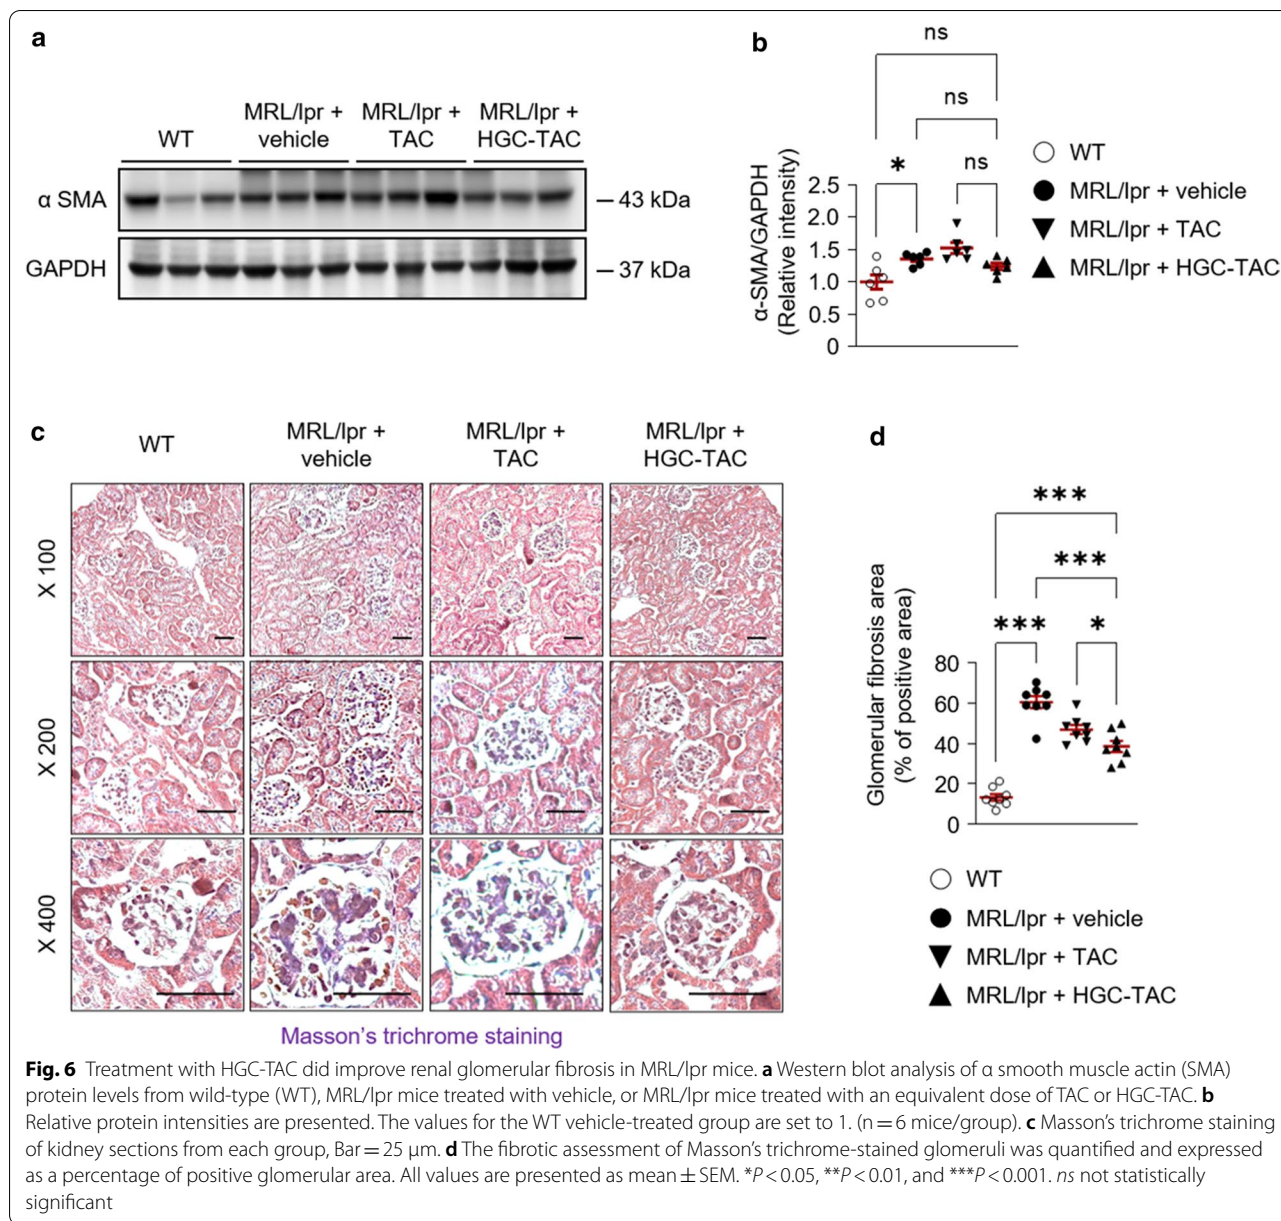 a
WT
MRL/lpr +
vehicle
MRL/lpr +
TAC
MRL/lpr +
HGC-TAC
α SMA
43 kDa
GAPDH
37 kDa
b
ns
ns
*
ns
α-SMA/GAPDH
(Relative intensity)
2.5
2.0
1.5
1.0
0.5
0
WT
MRL/lpr + vehicle
MRL/lpr + TAC
MRL/lpr + HGC-TAC
c
WT
MRL/lpr +
vehicle
MRL/lpr +
TAC
MRL/lpr +
HGC-TAC
X 100
X 200
X 400
Masson's trichrome staining
d
***
***
***
*
Glomerular fibrosis area
(% of positive area)
80
60
40
20
0
WT
MRL/lpr + vehicle
MRL/lpr + TAC
MRL/lpr + HGC-TAC
Fig. 6 Treatment with HGC-TAC did improve renal glomerular fibrosis in MRL/lpr mice. a Western blot analysis of α smooth muscle actin (SMA)
protein levels from wild-type (WT), MRL/lpr mice treated with vehicle, or MRL/lpr mice treated with an equivalent dose of TAC or HGC-TAC. b
Relative protein intensities are presented. The values for the WT vehicle-treated group are set to 1. (n = 6 mice/group). c Masson's trichrome staining
of kidney sections from each group, Bar = 25 μm. d The fibrotic assessment of Masson's trichrome-stained glomeruli was quantified and expressed
as a percentage of positive glomerular area. All values are presented as mean ± SEM. *P < 0.05, **P < 0.01, and ***P < 0.001. ns not statistically
significant